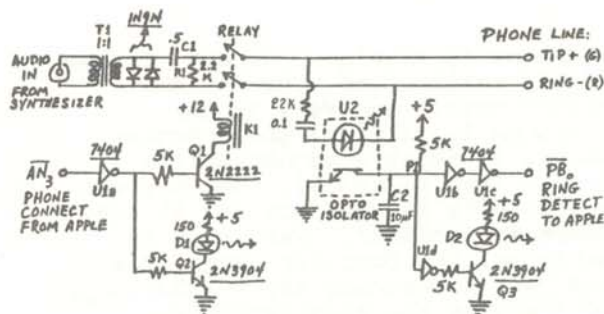 1N9N
T1
1:1
.5 C1
RELAY
PHONE LINE:
AUDIO
IN
FROM
SYNTHESIZER
R1
2.2
K
TIP + (G)
RING - (R)
+12
K1
22K
0.1
U2
+5
5K
AN3
PHONE
CONNECT
FROM APPLE
7404
U1a
5K
Q1
2N2222
P1
OPTO
ISOLATOR
C2
10µF
7404
U1b
U1c
PB0
RING
DETECT
TO APPLE
+5
150
D1
5K
Q2
2N3904
+5
150
D2
U1d
5K
2N3904
Q3